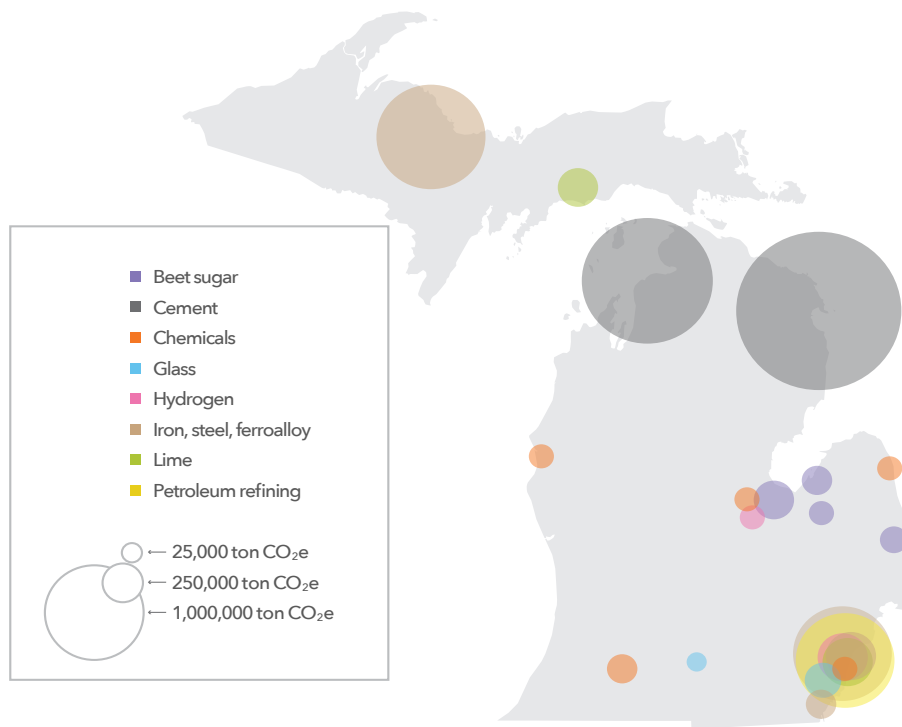 Beet sugar
Cement
Chemicals
Glass
Hydrogen
Iron, steel, ferroalloy
Lime
Petroleum refining
← 25,000 ton CO₂e
← 250,000 ton CO₂e
← 1,000,000 ton CO₂e